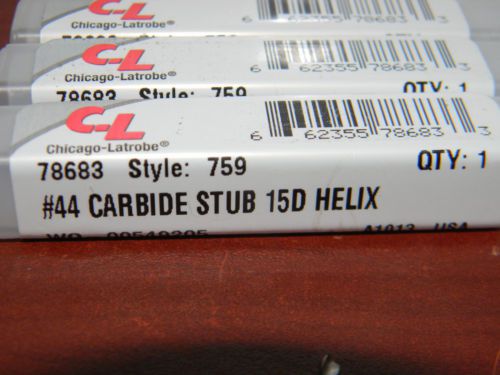 C-L
Chicago-Latrobe®
6 62355 78683 3
C-L
Chicago-Latrobe®
6 62355 78683 3
78683 Style: 759 QTY: 1
C-L
Chicago-Latrobe®
6 62355 78683 3
78683 Style: 759 QTY: 1
#44 CARBIDE STUB 15D HELIX
A1013 USA